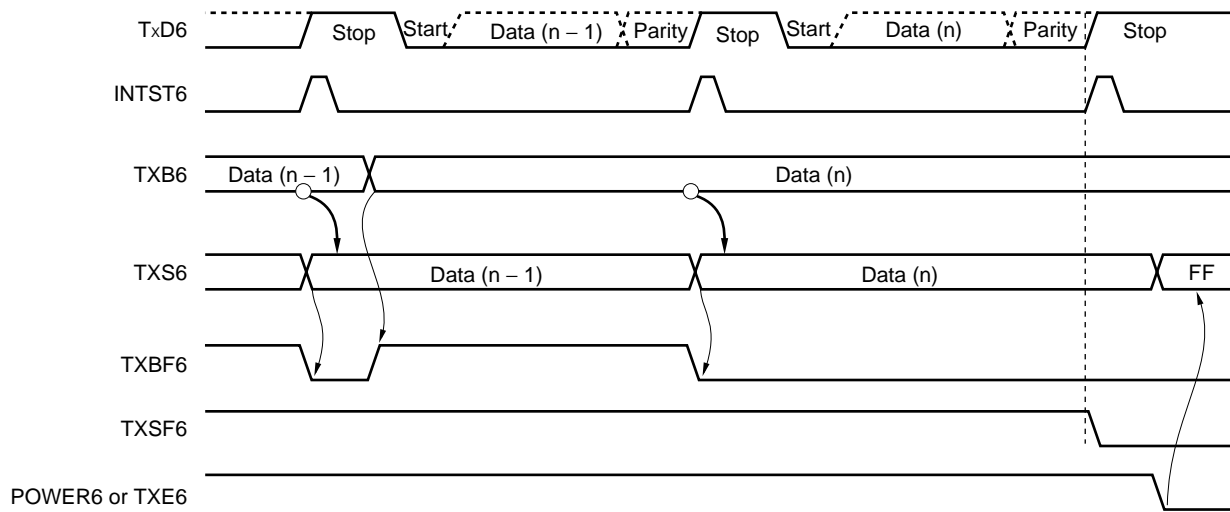 TxD6
Stop Start Data (n − 1) Parity Stop Start Data (n) Parity Stop
INTST6
TXB6
Data (n − 1) Data (n)
TXS6
Data (n − 1) Data (n) FF
TXBF6
TXSF6
POWER6 or TXE6